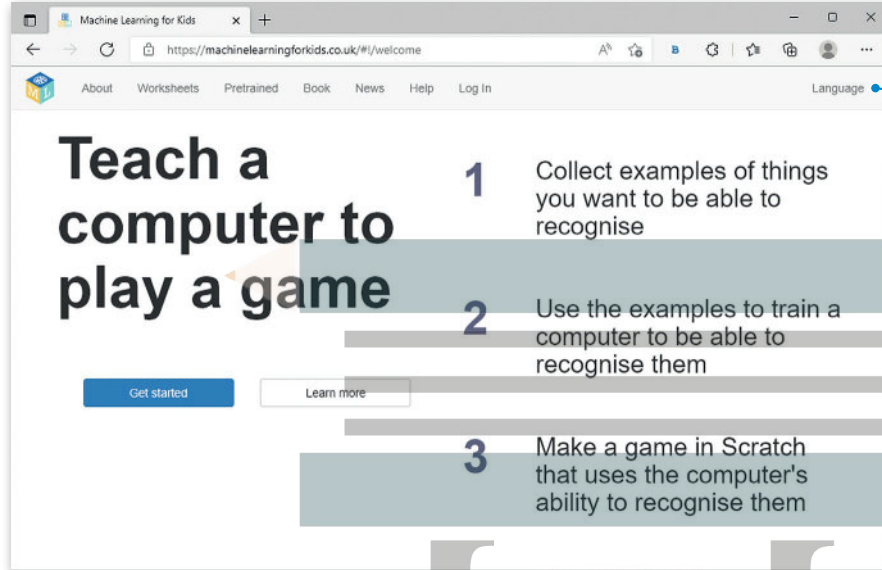 Machine Learning for Kids
https://machinelearningforkids.co.uk/#!/welcome
About Worksheets Pretrained Book News Help Log In Language
Teach a
computer to
play a game
Get started Learn more
1
Collect examples of things
you want to be able to
recognise
2
Use the examples to train a
computer to be able to
recognise them
3
Make a game in Scratch
that uses the computer's
ability to recognise them